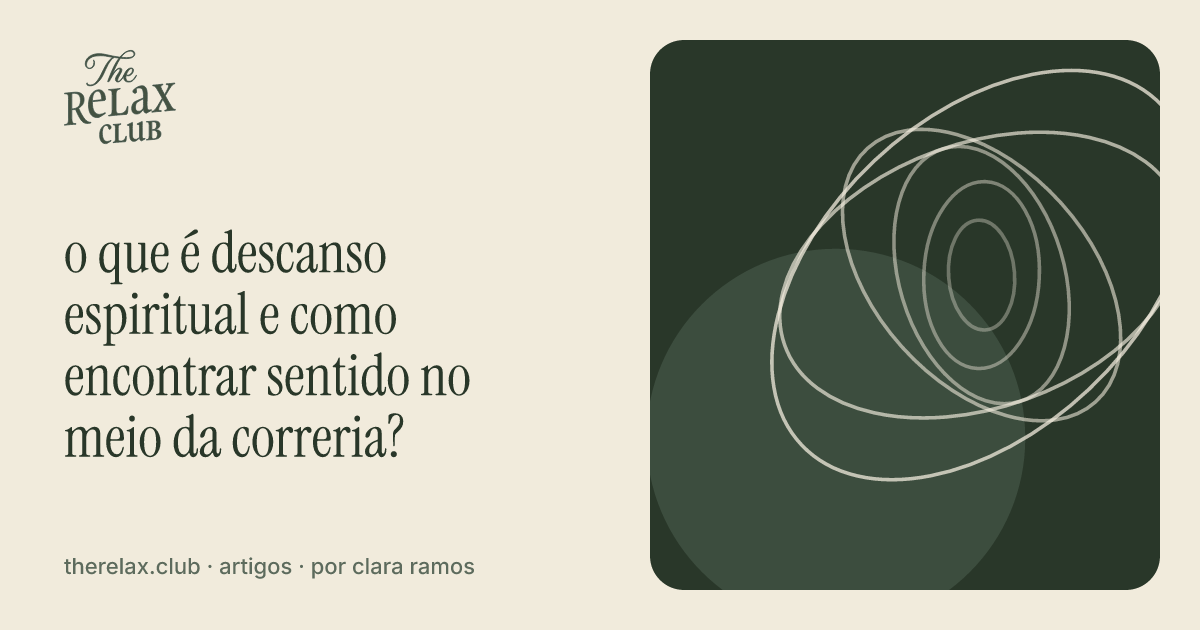 The
ReLax
CLUB
o que é descanso
espiritual e como
encontrar sentido no
meio da correria?
therelax.club · artigos · por clara ramos